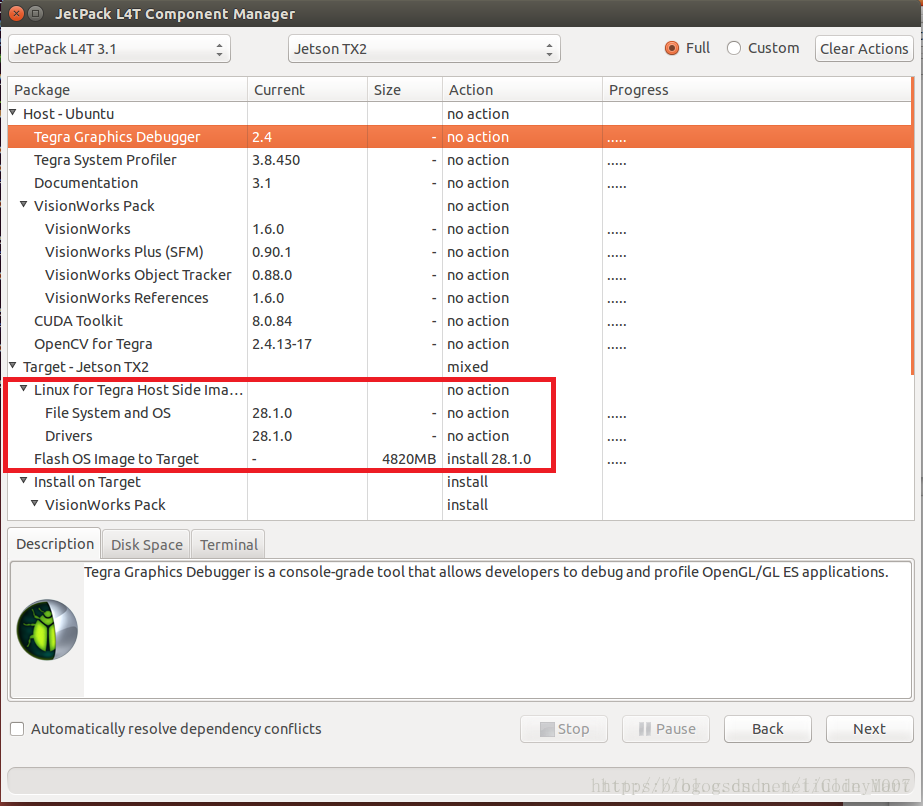 JetPack L4T Component Manager
JetPack L4T 3.1 Jetson TX2 Full Custom Clear Actions
Package Current Size Action Progress
Host - Ubuntu no action
Tegra Graphics Debugger 2.4 - no action .....
Tegra System Profiler 3.8.450 - no action .....
Documentation 3.1 - no action .....
VisionWorks Pack no action
VisionWorks 1.6.0 - no action .....
VisionWorks Plus (SFM) 0.90.1 - no action .....
VisionWorks Object Tracker 0.88.0 - no action .....
VisionWorks References 1.6.0 - no action .....
CUDA Toolkit 8.0.84 - no action .....
OpenCV for Tegra 2.4.13-17 - no action .....
Target - Jetson TX2 mixed
Linux for Tegra Host Side Ima... no action
File System and OS 28.1.0 - no action .....
Drivers 28.1.0 - no action .....
Flash OS Image to Target - 4820MB install 28.1.0 .....
Install on Target install
VisionWorks Pack install
Description Disk Space Terminal
Tegra Graphics Debugger is a console-grade tool that allows developers to debug and profile OpenGL/GL ES applications.
Automatically resolve dependency conflicts Stop Pause Back Next